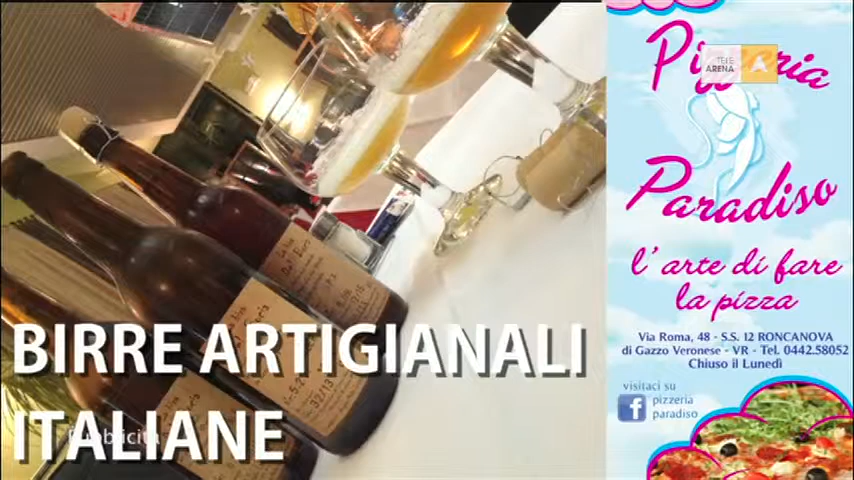 TELE
ARENA
Pizzeria
Paradiso
l'arte di fare
la pizza
Via Roma, 48 - S.S. 12 RONCANOVA
di Gazzo Veronese - VR - Tel. 0442.58052
Chiuso il Lunedì
visitaci su
f pizzeria
paradiso
BIRRE ARTIGIANALI
ITALIANE
Pubblicità